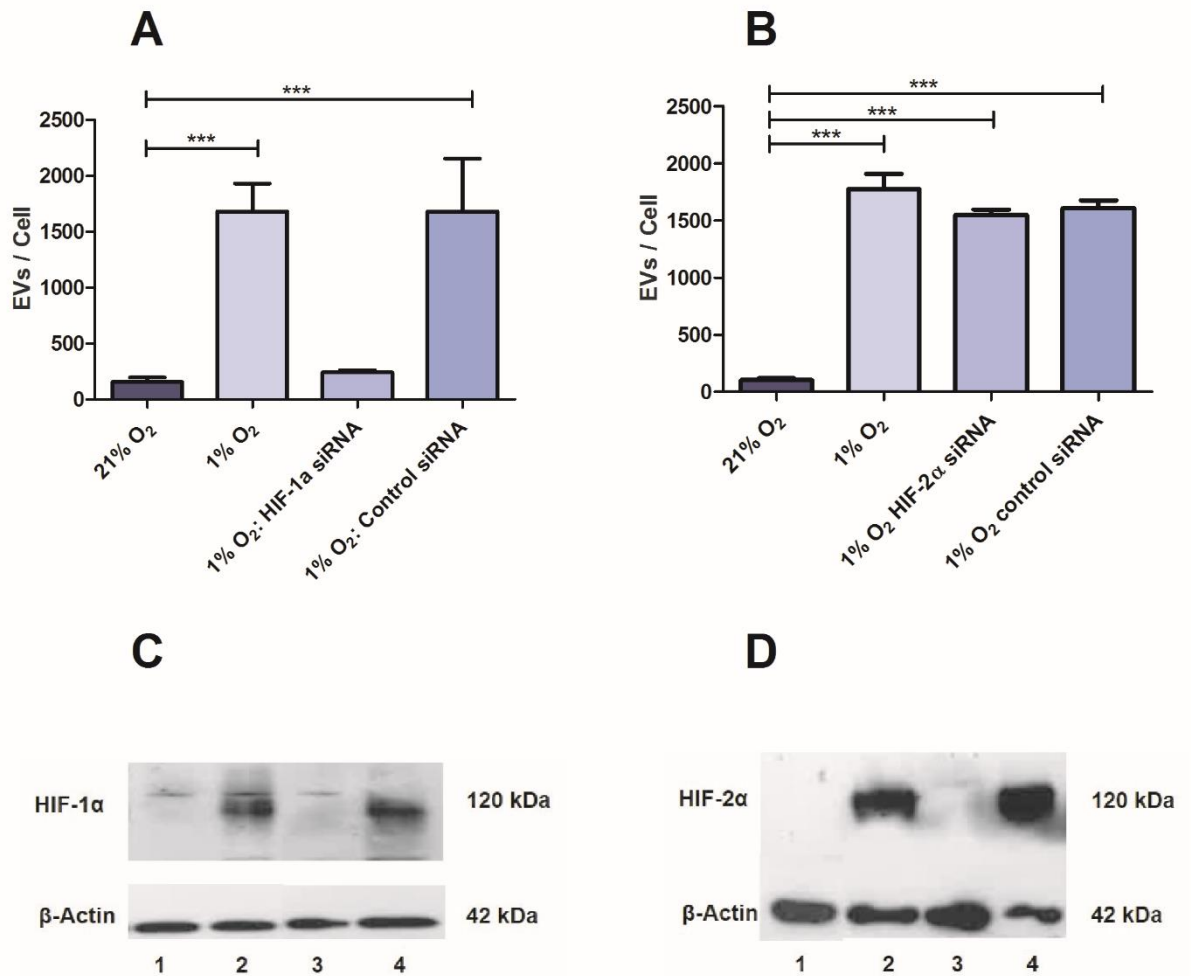 A
B
***
***
2500
2000
1500
1000
500
0
EVs / Cell
21% O₂
1% O₂
1% O₂: HIF-1a siRNA
1% O₂: Control siRNA
***
***
***
2500
2000
1500
1000
500
0
EVs / Cell
21% O₂
1% O₂
1% O₂ HIF-2α siRNA
1% O₂ control siRNA
C
D
HIF-1α
120 kDa
β-Actin
42 kDa
1 2 3 4
HIF-2α
120 kDa
β-Actin
42 kDa
1 2 3 4